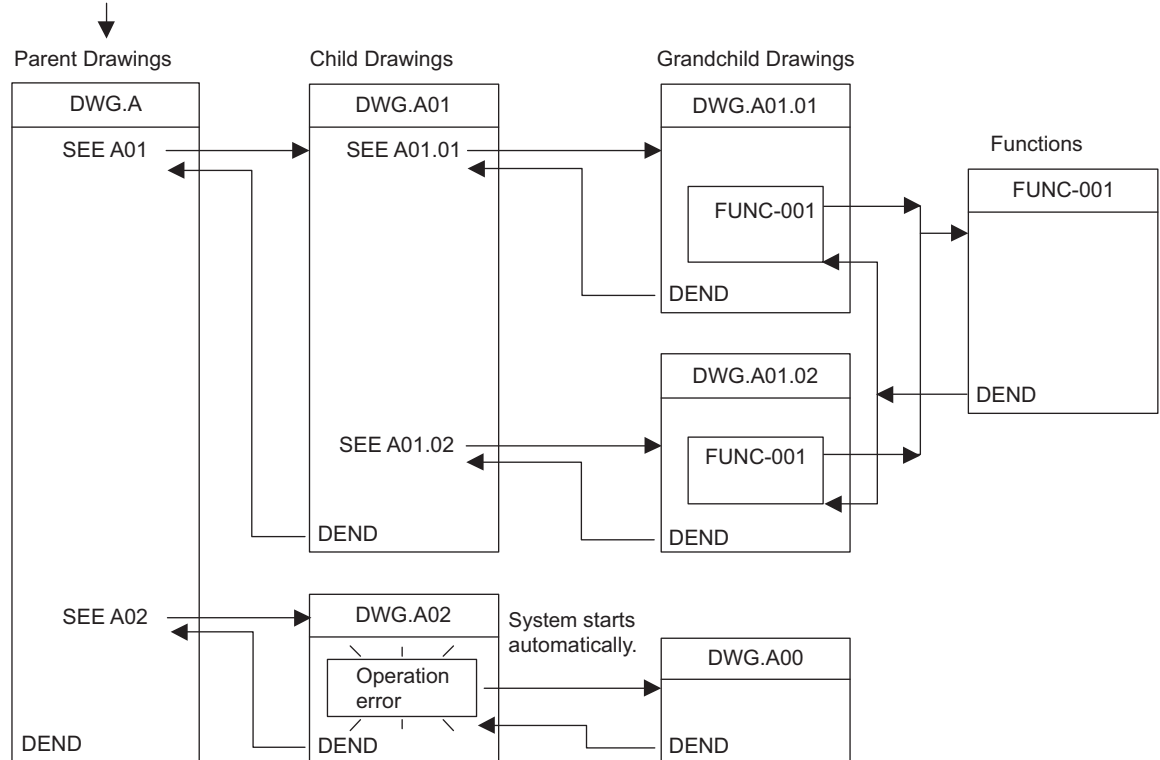 Parent Drawings
Child Drawings
Grandchild Drawings
DWG.A
DWG.A01
DWG.A01.01
SEE A01
SEE A01.01
Functions
FUNC-001
FUNC-001
DEND
DWG.A01.02
DEND
SEE A01.02
FUNC-001
DEND
DEND
SEE A02
DWG.A02
System starts
automatically.
DWG.A00
Operation
error
DEND
DEND
DEND